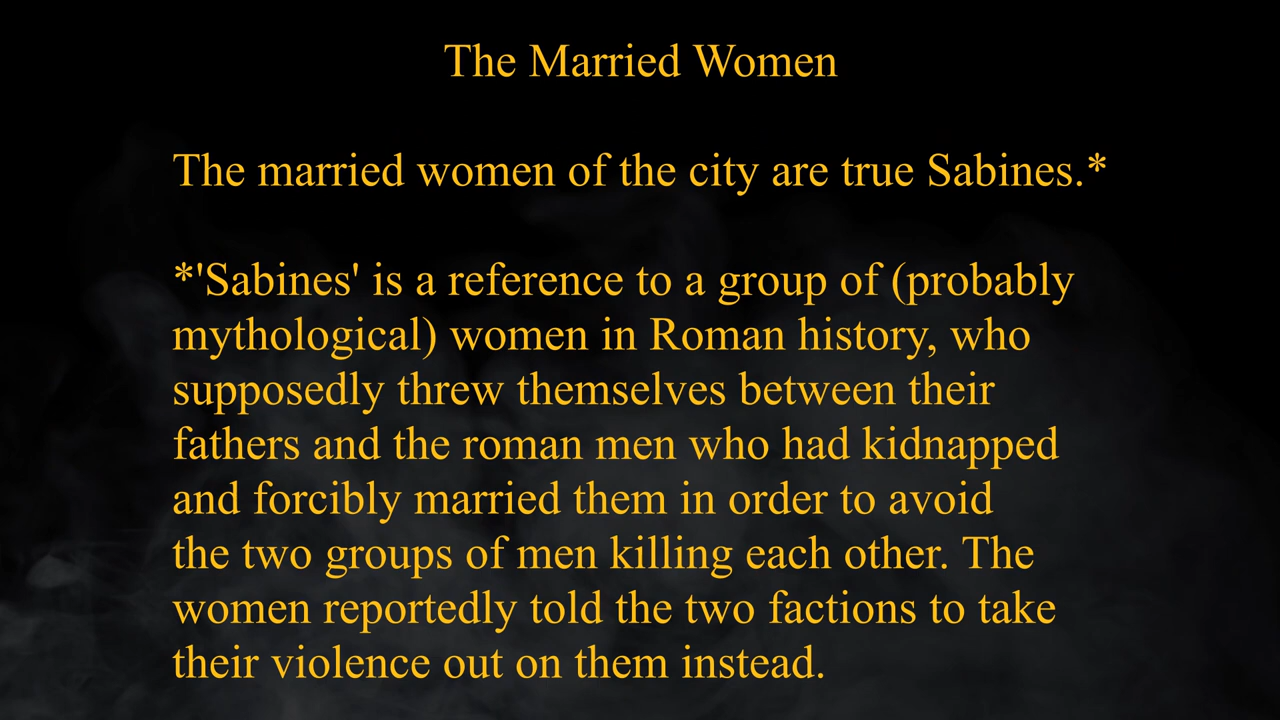 The Married Women
The married women of the city are true Sabines.*
*'Sabines' is a reference to a group of (probably
mythological) women in Roman history, who
supposedly threw themselves between their
fathers and the roman men who had kidnapped
and forcibly married them in order to avoid
the two groups of men killing each other. The
women reportedly told the two factions to take
their violence out on them instead.